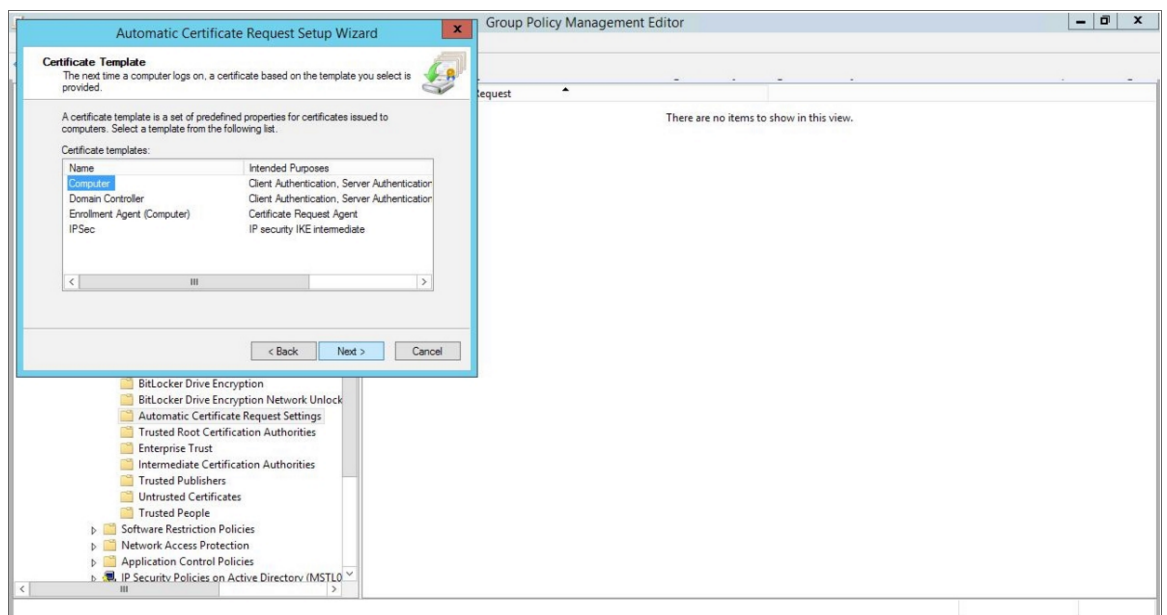 Group Policy Management Editor
Automatic Certificate Request Setup Wizard
x
Certificate Template
The next time a computer logs on, a certificate based on the template you select is
provided.
A certificate template is a set of predefined properties for certificates issued to
computers. Select a template from the following list.
Certificate templates:
Name Intended Purposes
Computer Client Authentication, Server Authentication
Domain Controller Client Authentication, Server Authentication
Enrollment Agent (Computer) Certificate Request Agent
IPSec IP security IKE intermediate
< Back Next > Cancel
equest
There are no items to show in this view.
BitLocker Drive Encryption
BitLocker Drive Encryption Network Unlock
Automatic Certificate Request Settings
Trusted Root Certification Authorities
Enterprise Trust
Intermediate Certification Authorities
Trusted Publishers
Untrusted Certificates
Trusted People
Software Restriction Policies
Network Access Protection
Application Control Policies
IP Security Policies on Active Directory (MSTL0